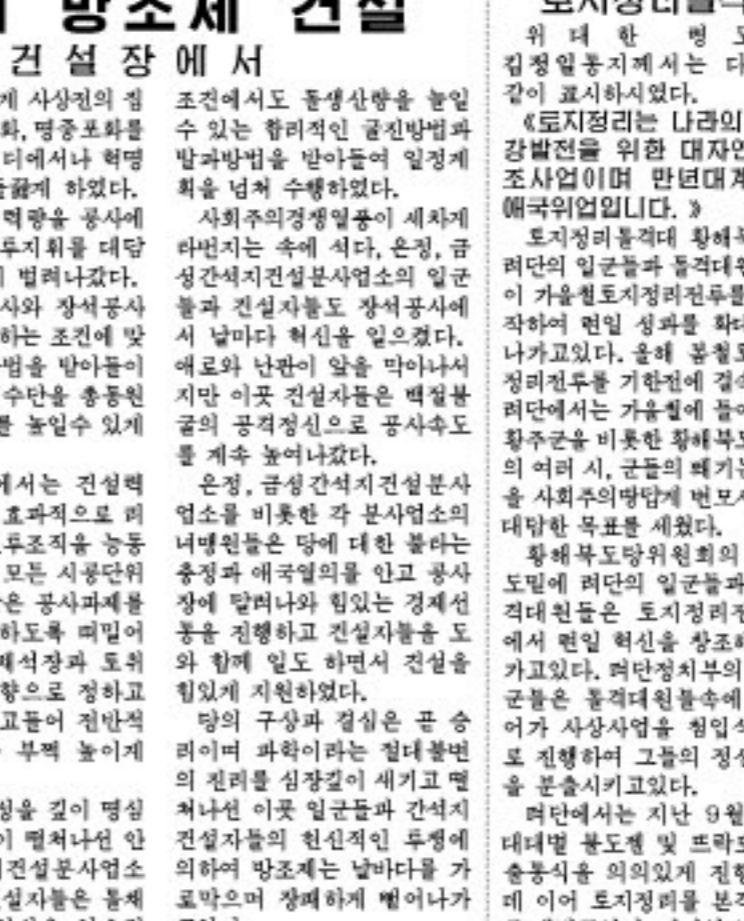 방조제 건설
건설장에서
게 사상전의 집
화, 명중포화를
디에서나 혁명
들끓게 하였다.
력량을 공사에
투지휘를 대담
벌려나갔다.
사와 장석공사
하는 조건에 맞
법을 받아들이
수단을 총동원
를 높일수 있게
에서는 건설력
효과적으로 리
투조직을 능동
모든 시공단위
은 공사과제를
하도록 떠밀어
채석장과 토취
향으로 정하고
고들어 전반적
부쩍 높이게
성을 깊이 명심
이 떨쳐나선 안
건설분사업소
설자들은 돌채
조건에서도 돌생산량을 늘일
수 있는 합리적인 굴진방법과
발파방법을 받아들여 일정계
획을 넘쳐 수행하였다.
사회주의경쟁열풍이 세차게
타번지는 속에 석다, 온정, 금
성간석지건설분사업소의 일군
들과 건설자들도 장석공사에
서 날마다 혁신을 일으켰다.
애로와 난관이 앞을 막아나서
지만 이곳 건설자들은 백절불
굴의 공격정신으로 공사속도
를 계속 높여나갔다.
온정, 금성간석지건설분사
업소를 비롯한 각 분사업소의
녀맹원들은 당에 대한 불타는
충정과 애국열의를 안고 공사
장에 달려나와 힘있는 경제선
동을 진행하고 건설자들을 도
와 함께 일도 하면서 건설을
힘있게 지원하였다.
당의 구상과 결심은 곧 승
리이며 과학이라는 절대불변
의 진리를 심장깊이 새기고 떨
쳐나선 이곳 일군들과 간석지
건설자들의 헌신적인 투쟁에
의하여 방조제는 날바다를 가
로막으며 장쾌하게 뻗어나가
토지정리를
위대한 령도
김정일동지께서는 다
같이 표시하시였다.
《토지정리는 나라의
강발전을 위한 대자연
조사업이며 만년대계
애국위업입니다.》
토지정리돌격대 황해북
려단의 일군들과 돌격대원
이 가을철토지정리전투를
작하여 련일 성과를 확대
나가고있다. 올해 봄철토
정리전투를 기한전에 걸어
려단에서는 가을철에 들어
황주군을 비롯한 황해북도
의 여러 시, 군들의 뙈기논
을 사회주의땅답게 번모시
대담한 목표를 세웠다.
황해북도당위원회의
도밑에 려단의 일군들과
격대원들은 토지정리전
에서 련일 혁신을 창조해
가고있다. 려단정치부의
군들은 돌격대원들속에
어가 사상사업을 첨입식
로 진행하여 그들의 정신
을 분출시키고있다.
려단에서는 지난 9월
대대별 불도젤 및 뜨락또
출동식을 의의있게 진행
데 이어 토지정리를 본격